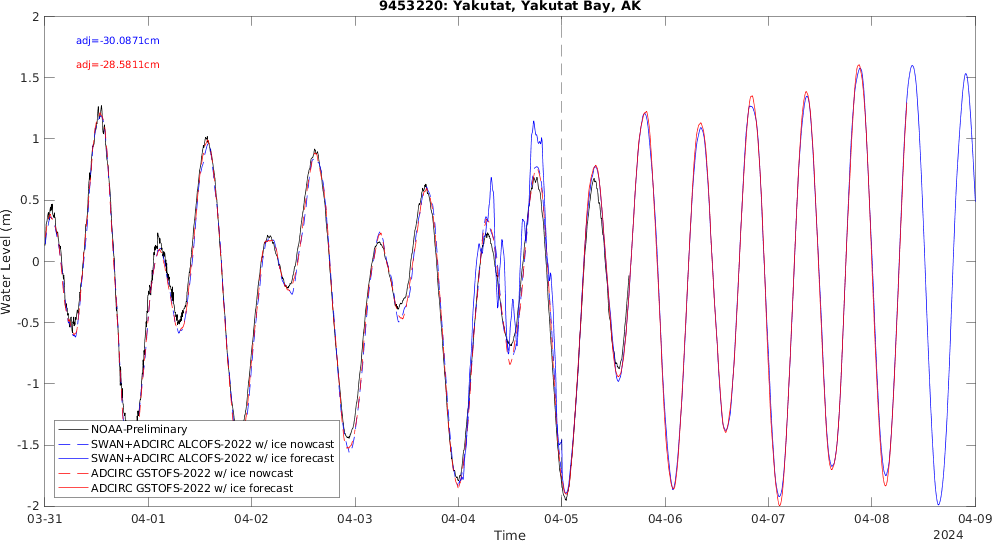 9453220: Yakutat, Yakutat Bay, AK
adj=-30.0871cm
adj=-28.5811cm
Water Level (m)
2
1.5
1
0.5
0
-0.5
-1
-1.5
-2
NOAA-Preliminary
SWAN+ADCIRC ALCOFS-2022 w/ ice nowcast
SWAN+ADCIRC ALCOFS-2022 w/ ice forecast
ADCIRC GSTOFS-2022 w/ ice nowcast
ADCIRC GSTOFS-2022 w/ ice forecast
03-31 04-01 04-02 04-03 04-04 04-05 04-06 04-07 04-08 04-09
Time
2024